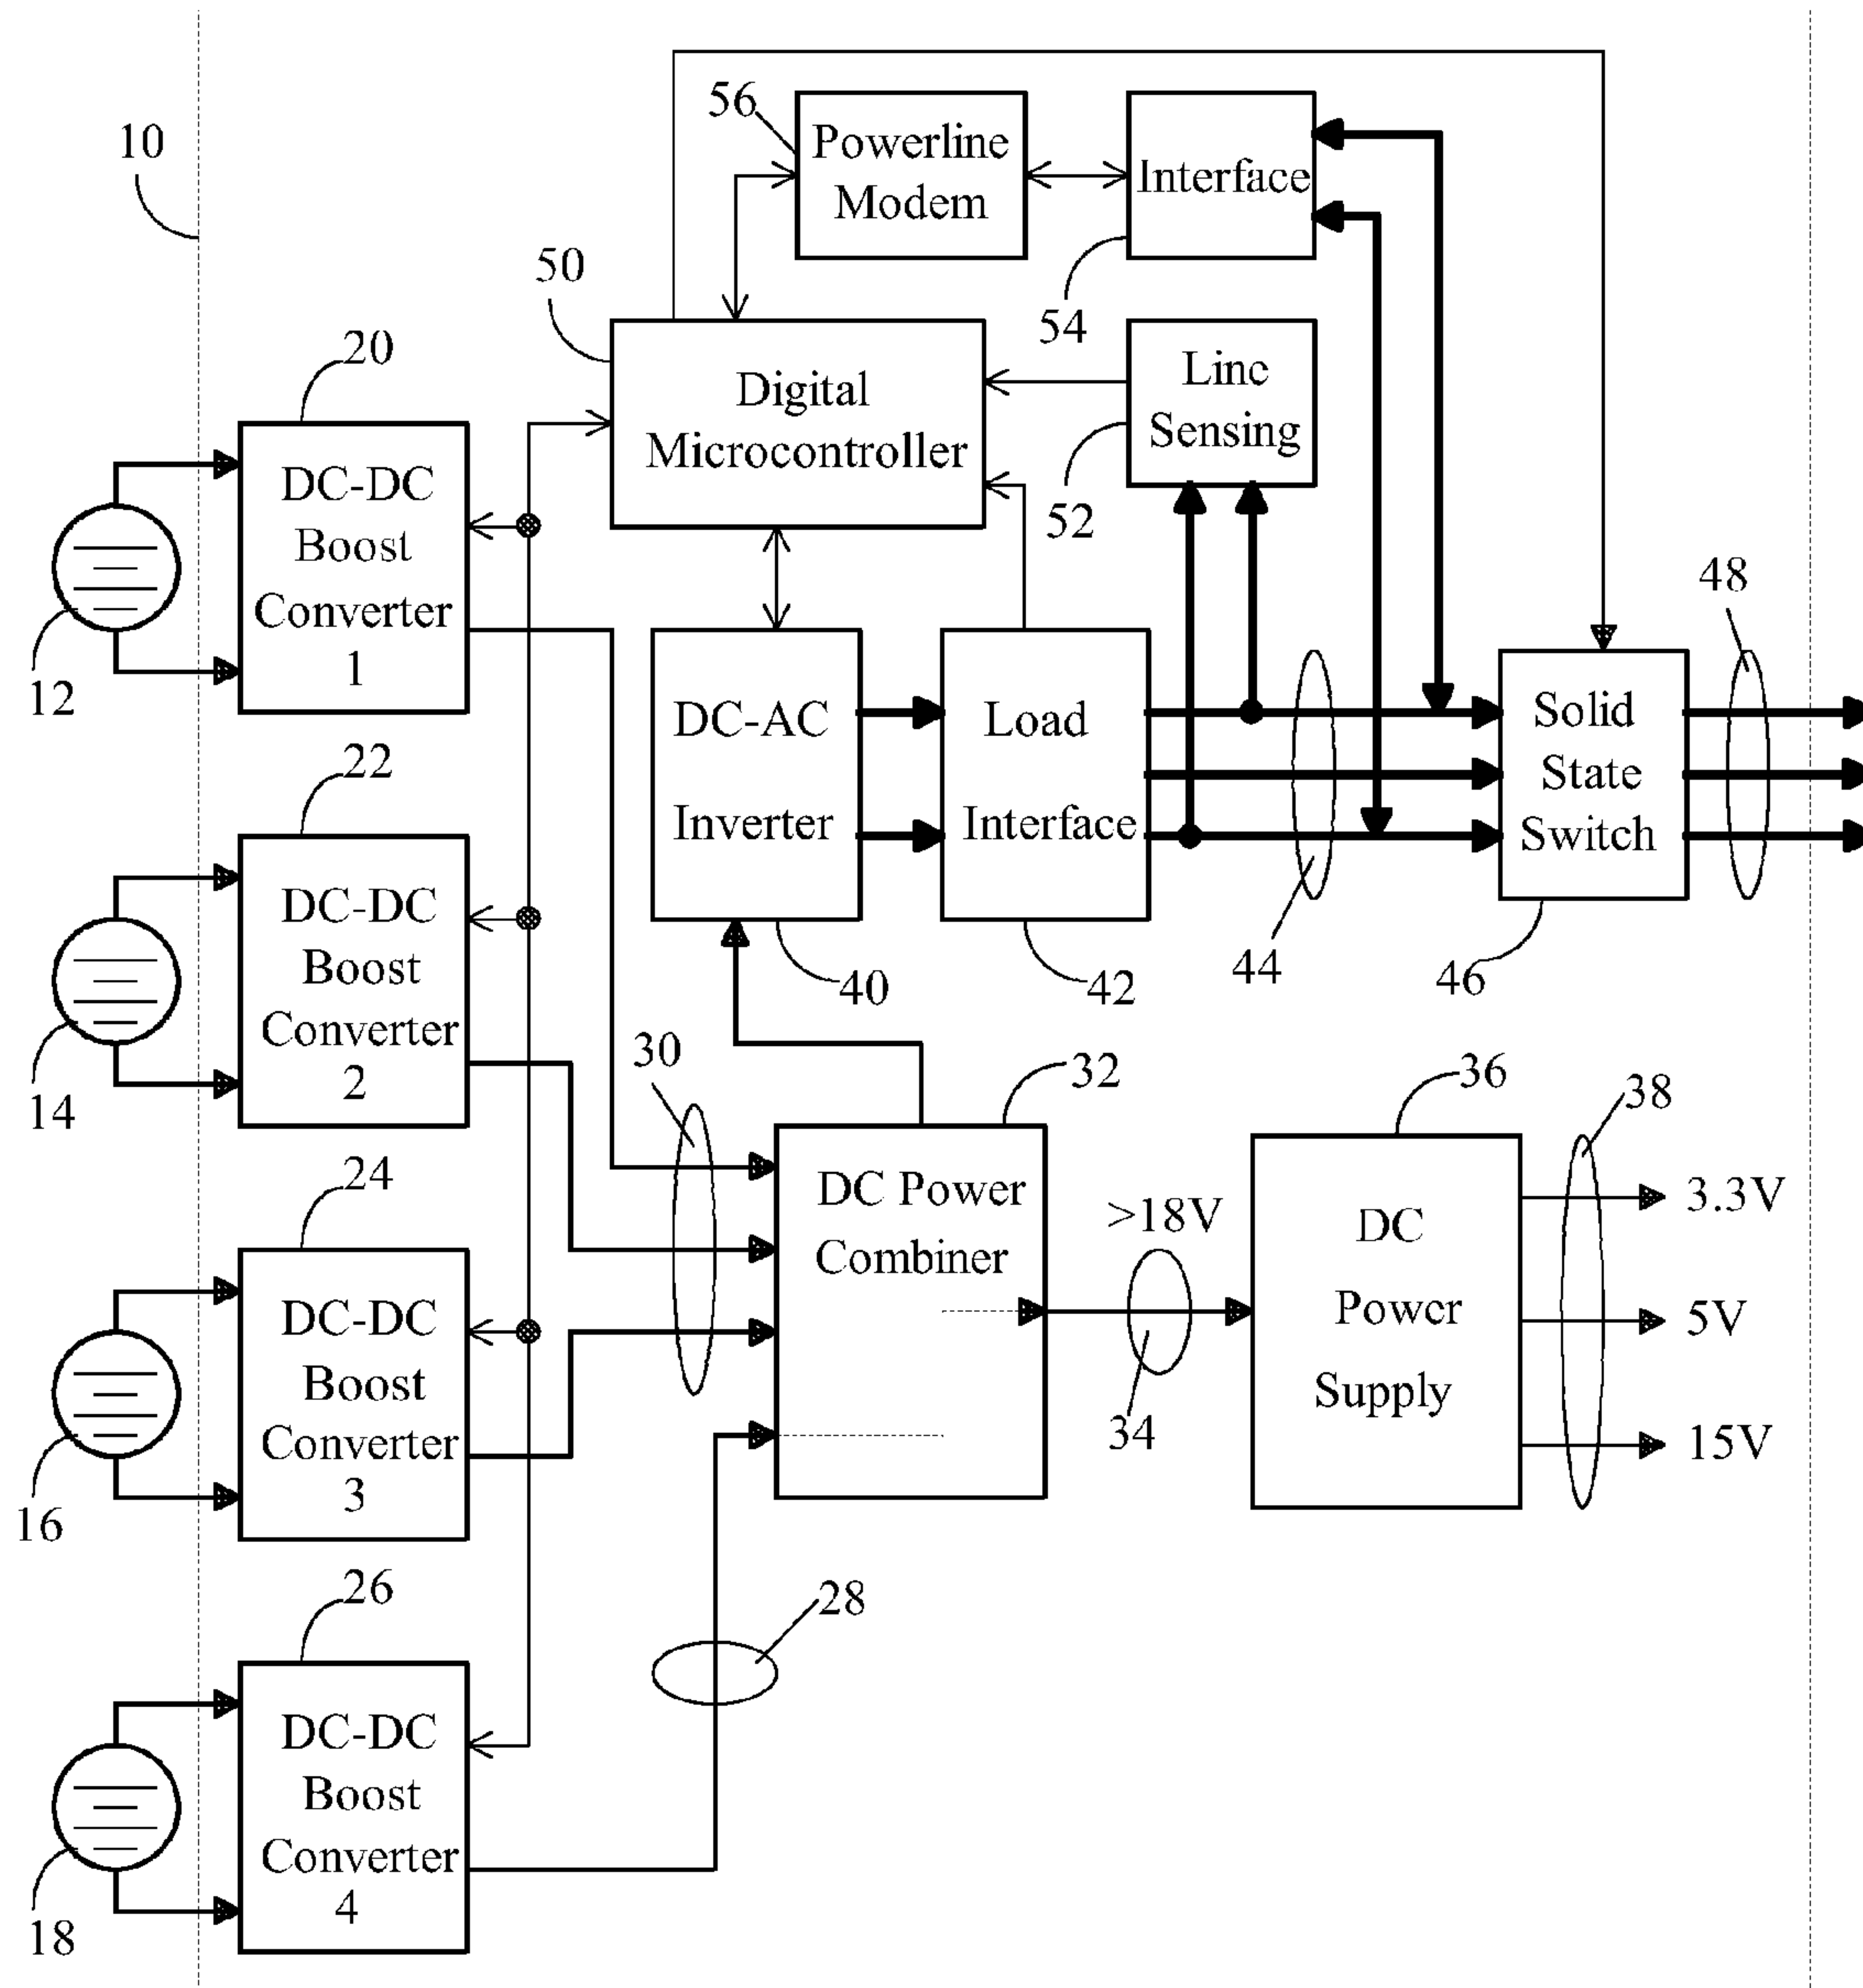 10
56
Powerline
Modem
Interface
54
50
Digital
Microcontroller
Line
Sensing
52
20
DC-DC
Boost
Converter
1
12
22
DC-DC
Boost
Converter
2
14
24
DC-DC
Boost
Converter
3
16
26
DC-DC
Boost
Converter
4
18
DC-AC
Inverter
40
Load
Interface
42
44
Solid
State
Switch
46
48
30
32
DC Power
Combiner
28
>18V
34
36
DC
Power
Supply
38
3.3V
5V
15V